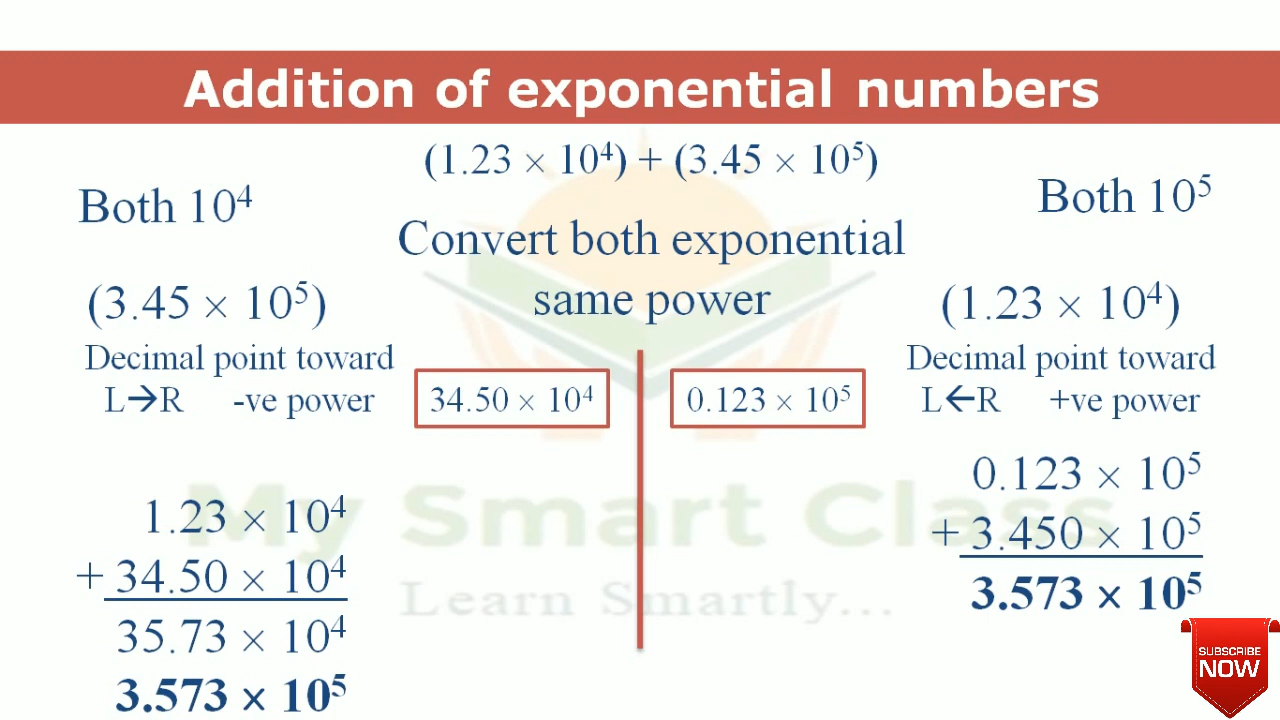 Addition of exponential numbers
(1.23 × 10⁴) + (3.45 × 10⁵)
Convert both exponential
same power
Both 10⁴
(3.45 × 10⁵)
Decimal point toward
L→R -ve power
34.50 × 10⁴
1.23 × 10⁴
+ 34.50 × 10⁴
35.73 × 10⁴
3.573 × 10⁵
Both 10⁵
(1.23 × 10⁴)
Decimal point toward
L←R +ve power
0.123 × 10⁵
0.123 × 10⁵
+ 3.450 × 10⁵
3.573 × 10⁵
My Smart Class
Learn Smartly...
SUBSCRIBE
NOW